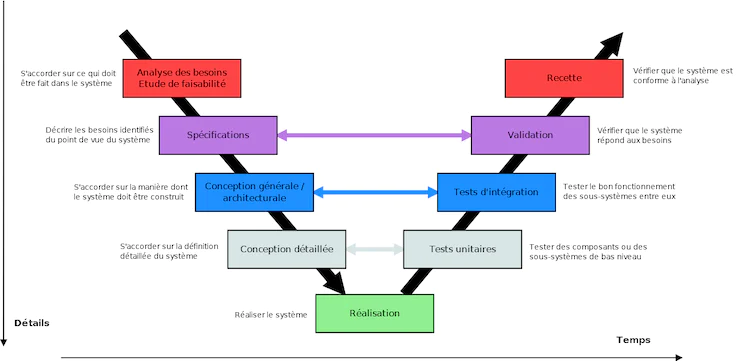 S'accorder sur ce qui doit
être fait dans le système
Analyse des besoins
Etude de faisabilité
Recette
Vérifier que le système est
conforme à l'analyse
Décrire les besoins identifiés
du point de vue du système
Spécifications
Validation
Vérifier que le système
répond aux besoins
S'accorder sur la manière dont
le système doit être construit
Conception générale /
architecturale
Tests d'intégration
Tester le bon fonctionnement
des sous-systèmes entre eux
S'accorder sur la définition
détaillée du système
Conception détaillée
Tests unitaires
Tester des composants ou des
sous-systèmes de bas niveau
Réaliser le système
Réalisation
Détails
Temps